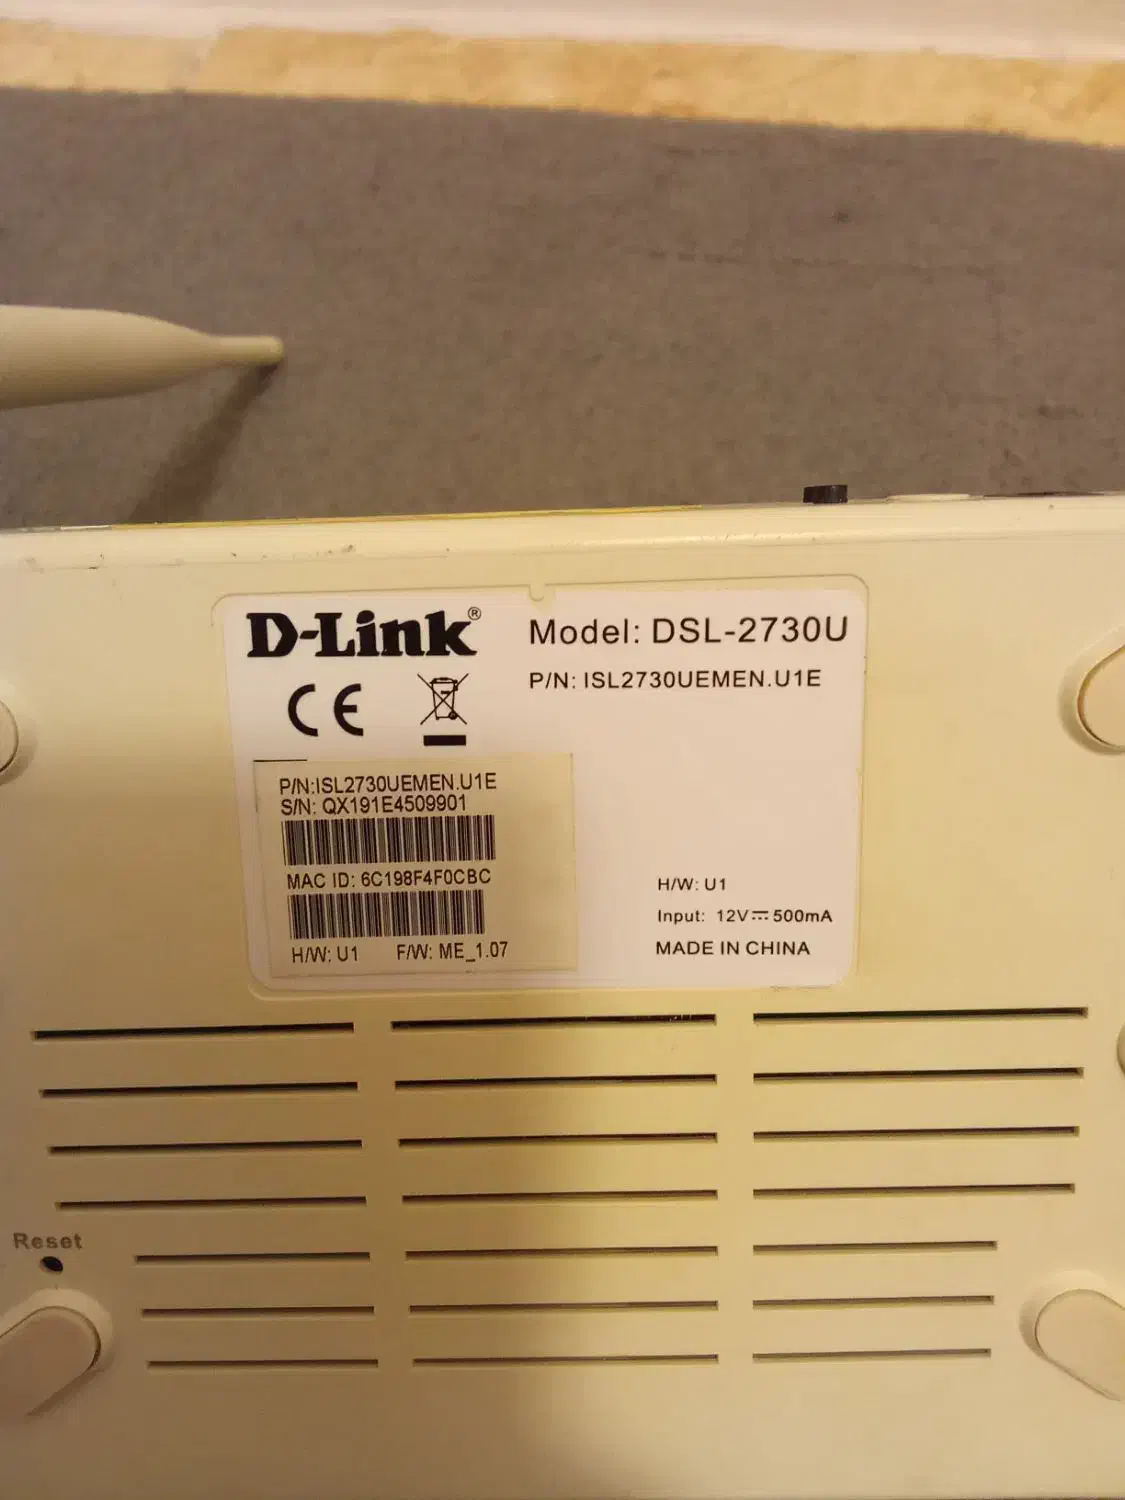 D-Link®
Model: DSL-2730U
P/N: ISL2730UEMEN.U1E
CE
P/N:ISL2730UEMEN.U1E
S/N: QX191E4509901
MAC ID: 6C198F4F0CBC
H/W: U1 F/W: ME_1.07
H/W: U1
Input: 12V⎓500mA
MADE IN CHINA
Reset